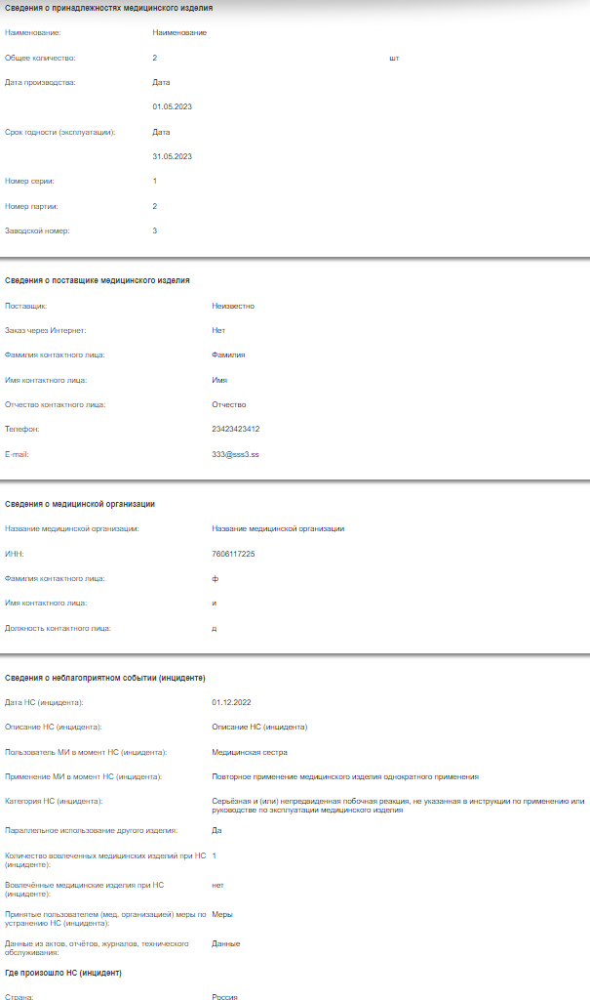 Сведения о принадлежностях медицинского изделия
Наименование: Наименование
Общее количество: 2 шт
Дата производства: Дата
01.05.2023
Срок годности (эксплуатации): Дата
31.05.2023
Номер серии: 1
Номер партии: 2
Заводской номер: 3
Сведения о поставщике медицинского изделия
Поставщик: Неизвестно
Заказ через Интернет: Нет
Фамилия контактного лица: Фамилия
Имя контактного лица: Имя
Отчество контактного лица: Отчество
Телефон: 23423423412
E-mail: 333@sss3.ss
Сведения о медицинской организации
Название медицинской организации: Название медицинской организации
ИНН: 7606117225
Фамилия контактного лица: ф
Имя контактного лица: и
Должность контактного лица: д
Сведения о неблагоприятном событии (инциденте)
Дата НС (инцидента): 01.12.2022
Описание НС (инцидента): Описание НС (инцидента)
Пользователь МИ в момент НС (инцидента): Медицинская сестра
Применение МИ в момент НС (инцидента): Повторное применение медицинского изделия однократного применения
Категория НС (инцидента): Серьёзная и (или) непредвиденная побочная реакция, не указанная в инструкции по применению или
руководстве по эксплуатации медицинского изделия
Параллельное использование другого изделия: Да
Количество вовлеченных медицинских изделий при НС 1
(инциденте):
Вовлечённые медицинские изделия при НС нет
(инциденте):
Принятые пользователем (мед. организацией) меры по Меры
устранению НС (инцидента):
Данные из актов, отчётов, журналов, технического Данные
обслуживания:
Где произошло НС (инцидент)
Страна: Россия